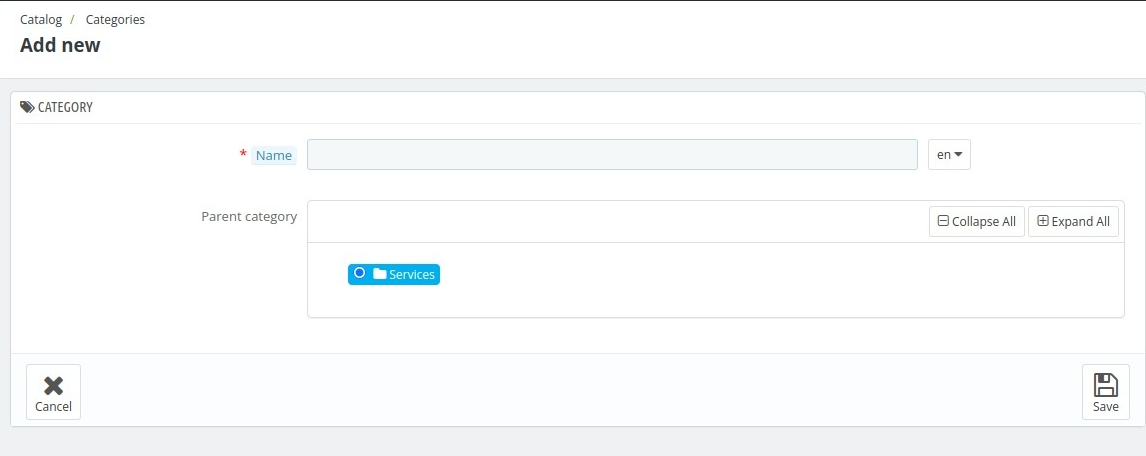 Catalog / Categories
Add new
CATEGORY
* Name en
Parent category
Collapse All Expand All
Services
Cancel Save